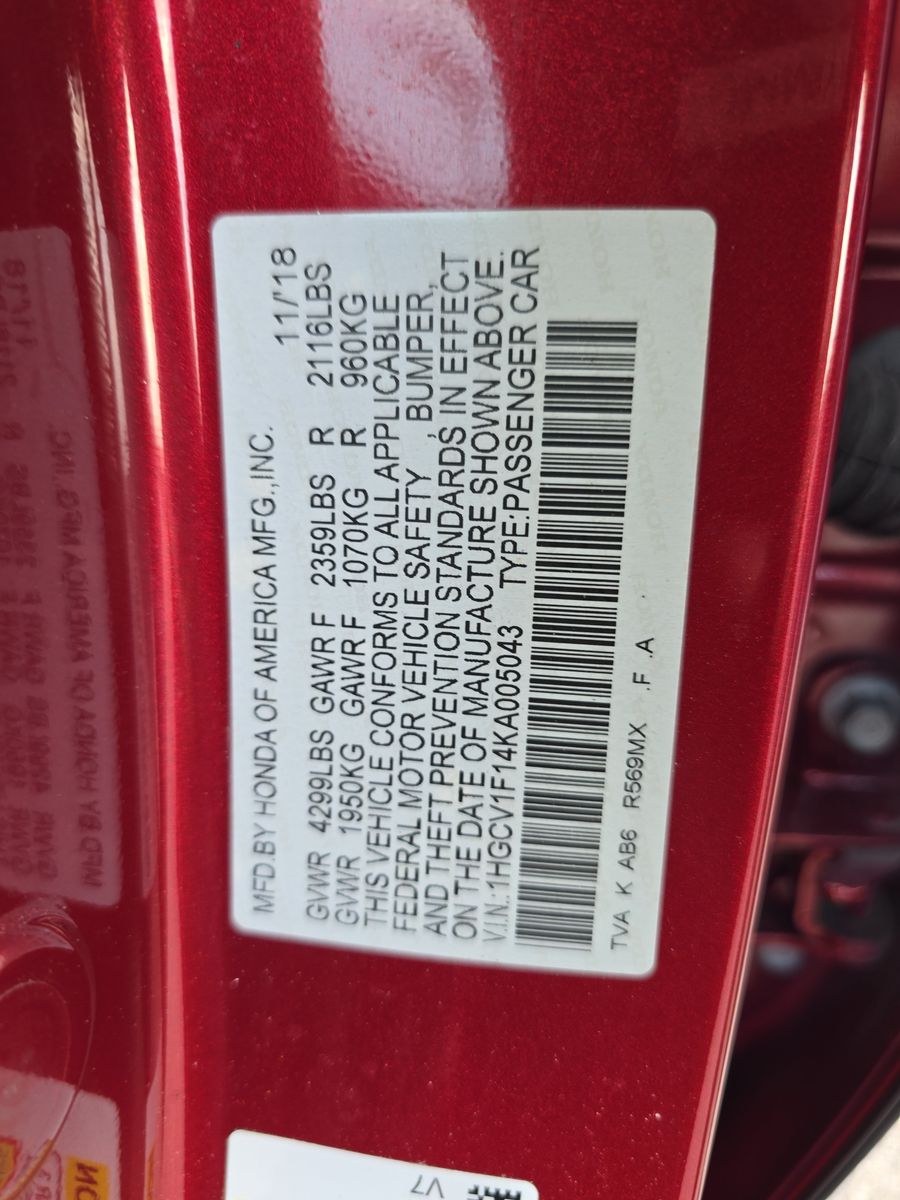 MFD.BY HONDA OF AMERICA MFG.,INC. 11/'18
GVWR 4299LBS GAWR F 2359LBS R 2116LBS
GVWR 1950KG GAWR F 1070KG R 960KG
THIS VEHICLE CONFORMS TO ALL APPLICABLE
FEDERAL MOTOR VEHICLE SAFETY , BUMPER,
AND THEFT PREVENTION STANDARDS IN EFFECT
ON THE DATE OF MANUFACTURE SHOWN ABOVE.
V.I.N.:1HGCV1F14KA005043 TYPE:PASSENGER CAR
TVA K AB6 R569MX .F .A .
V7